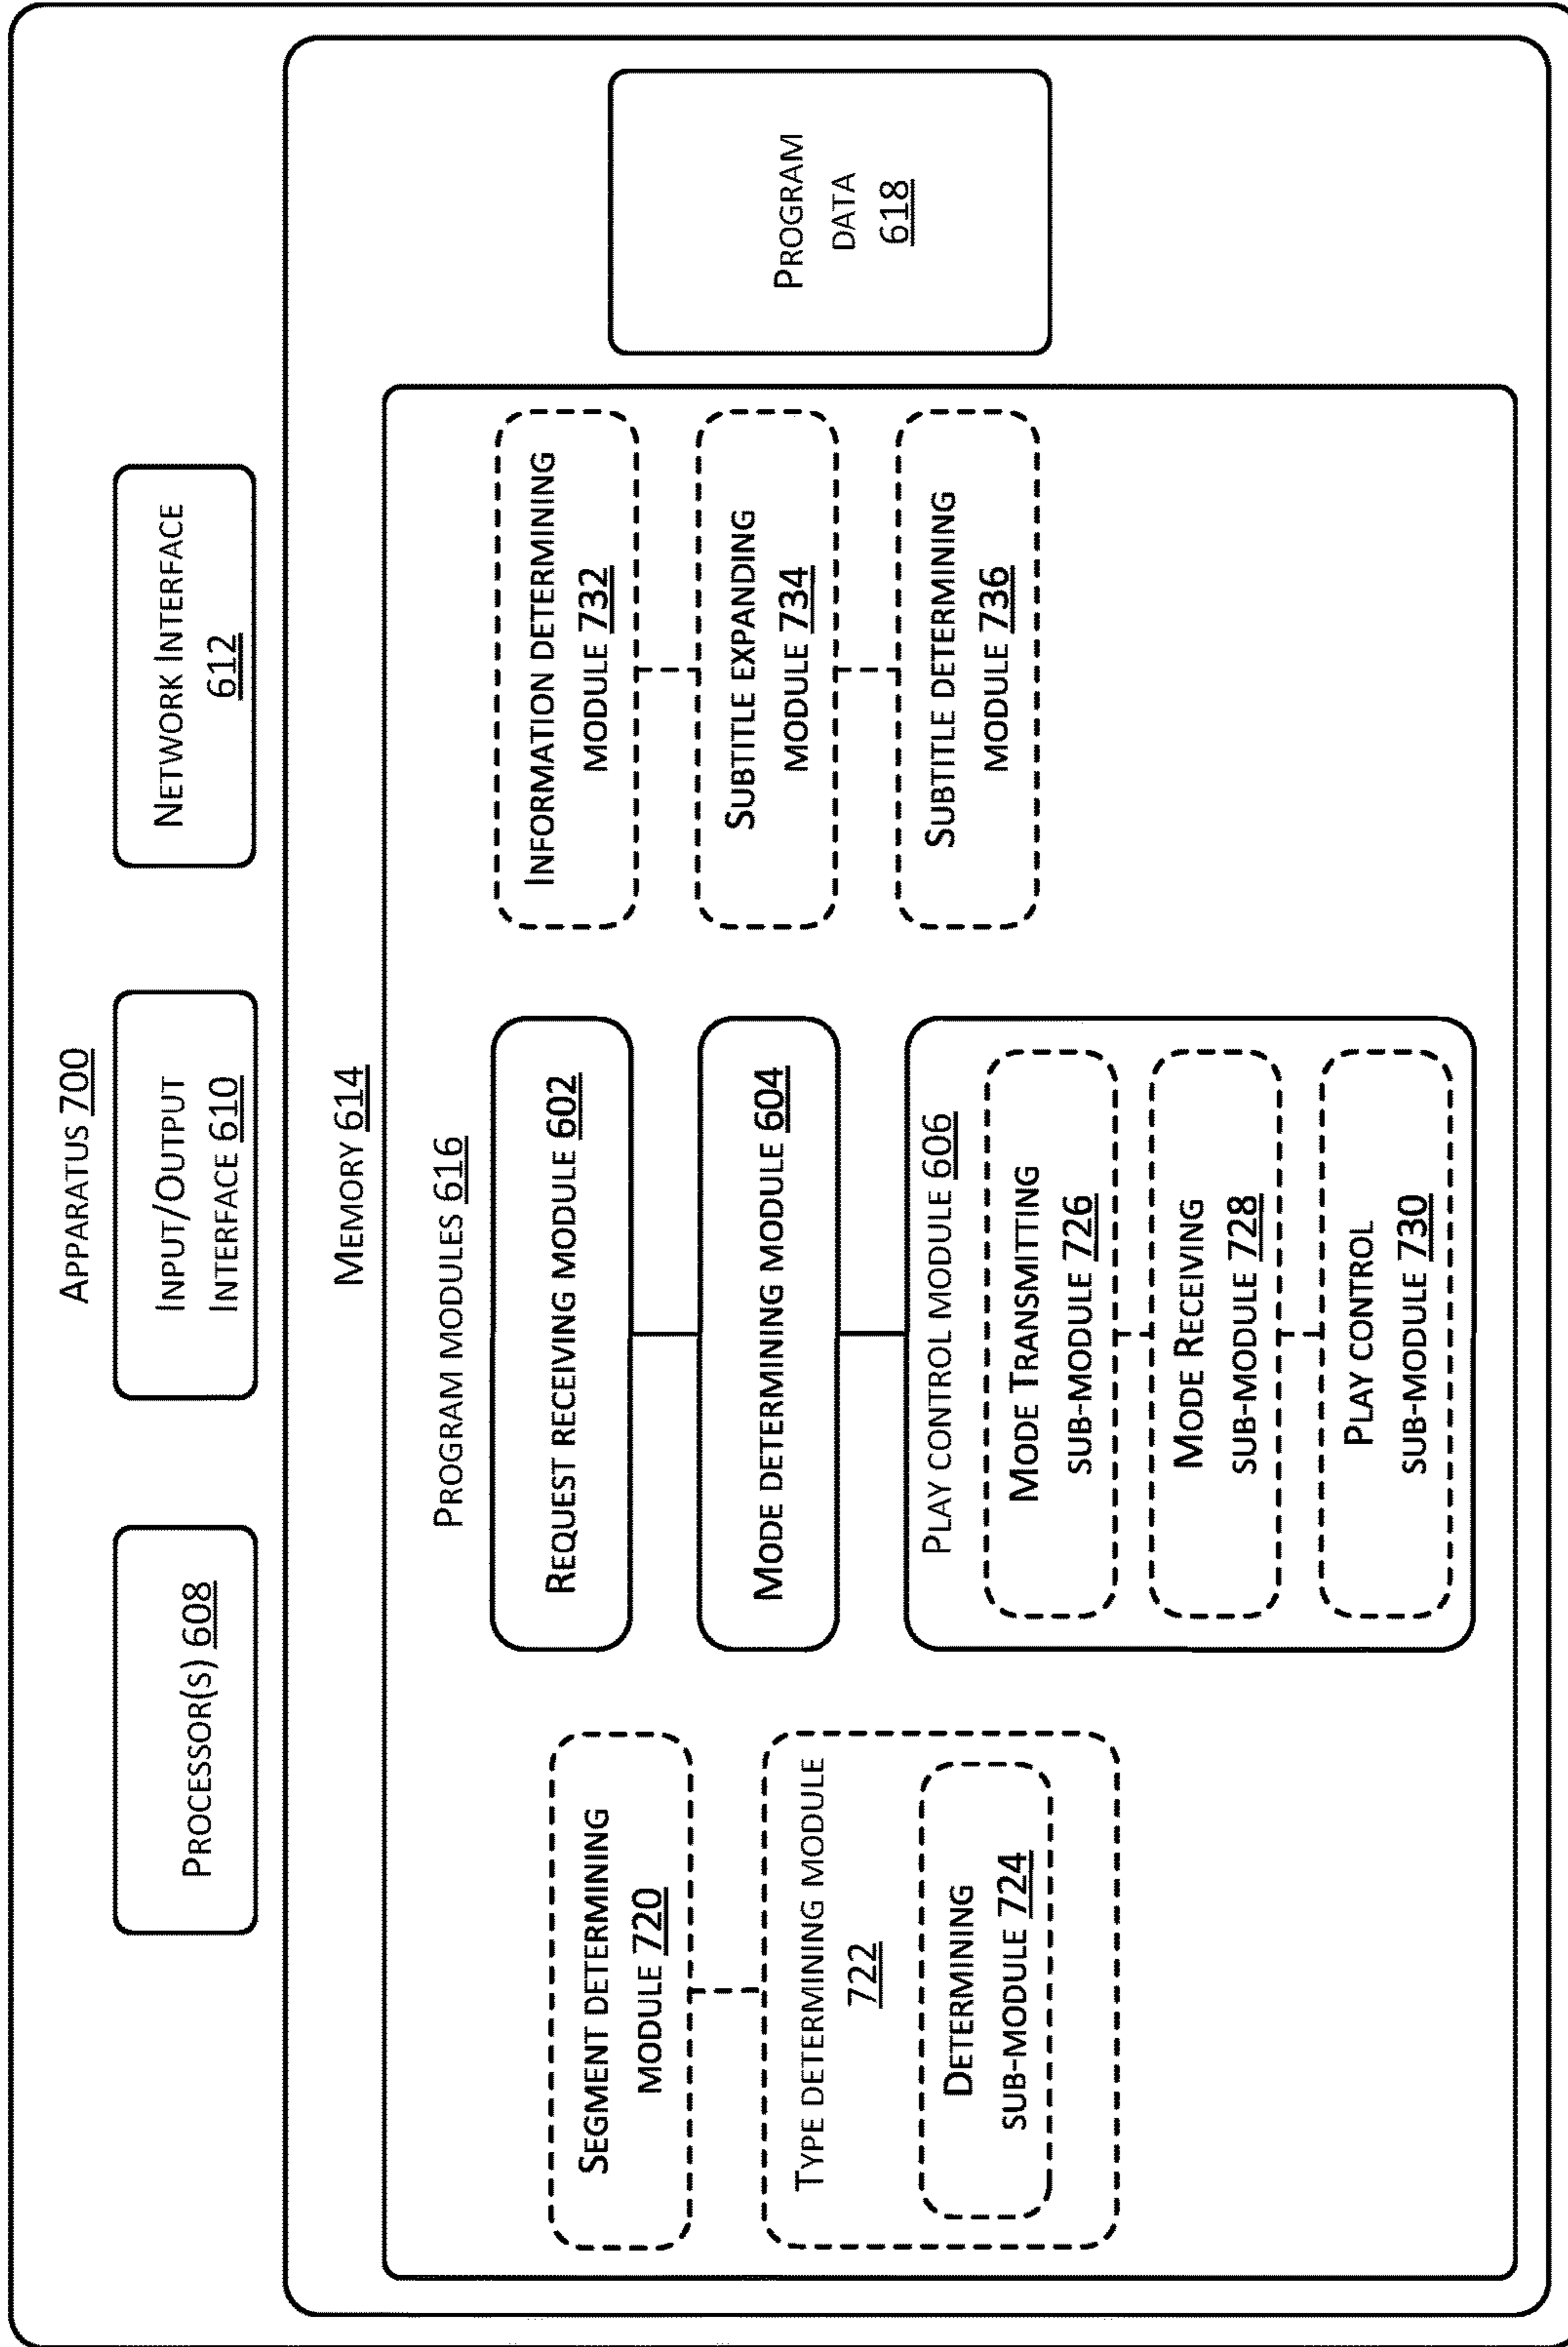 APPARATUS 700
PROCESSOR(S) 608
INPUT/OUTPUT
INTERFACE 610
NETWORK INTERFACE
612
MEMORY 614
PROGRAM MODULES 616
SEGMENT DETERMINING
MODULE 720
TYPE DETERMINING MODULE
722
DETERMINING
SUB-MODULE 724
REQUEST RECEIVING MODULE 602
MODE DETERMINING MODULE 604
PLAY CONTROL MODULE 606
MODE TRANSMITTING
SUB-MODULE 726
MODE RECEIVING
SUB-MODULE 728
PLAY CONTROL
SUB-MODULE 730
INFORMATION DETERMINING
MODULE 732
SUBTITLE EXPANDING
MODULE 734
SUBTITLE DETERMINING
MODULE 736
PROGRAM
DATA
618